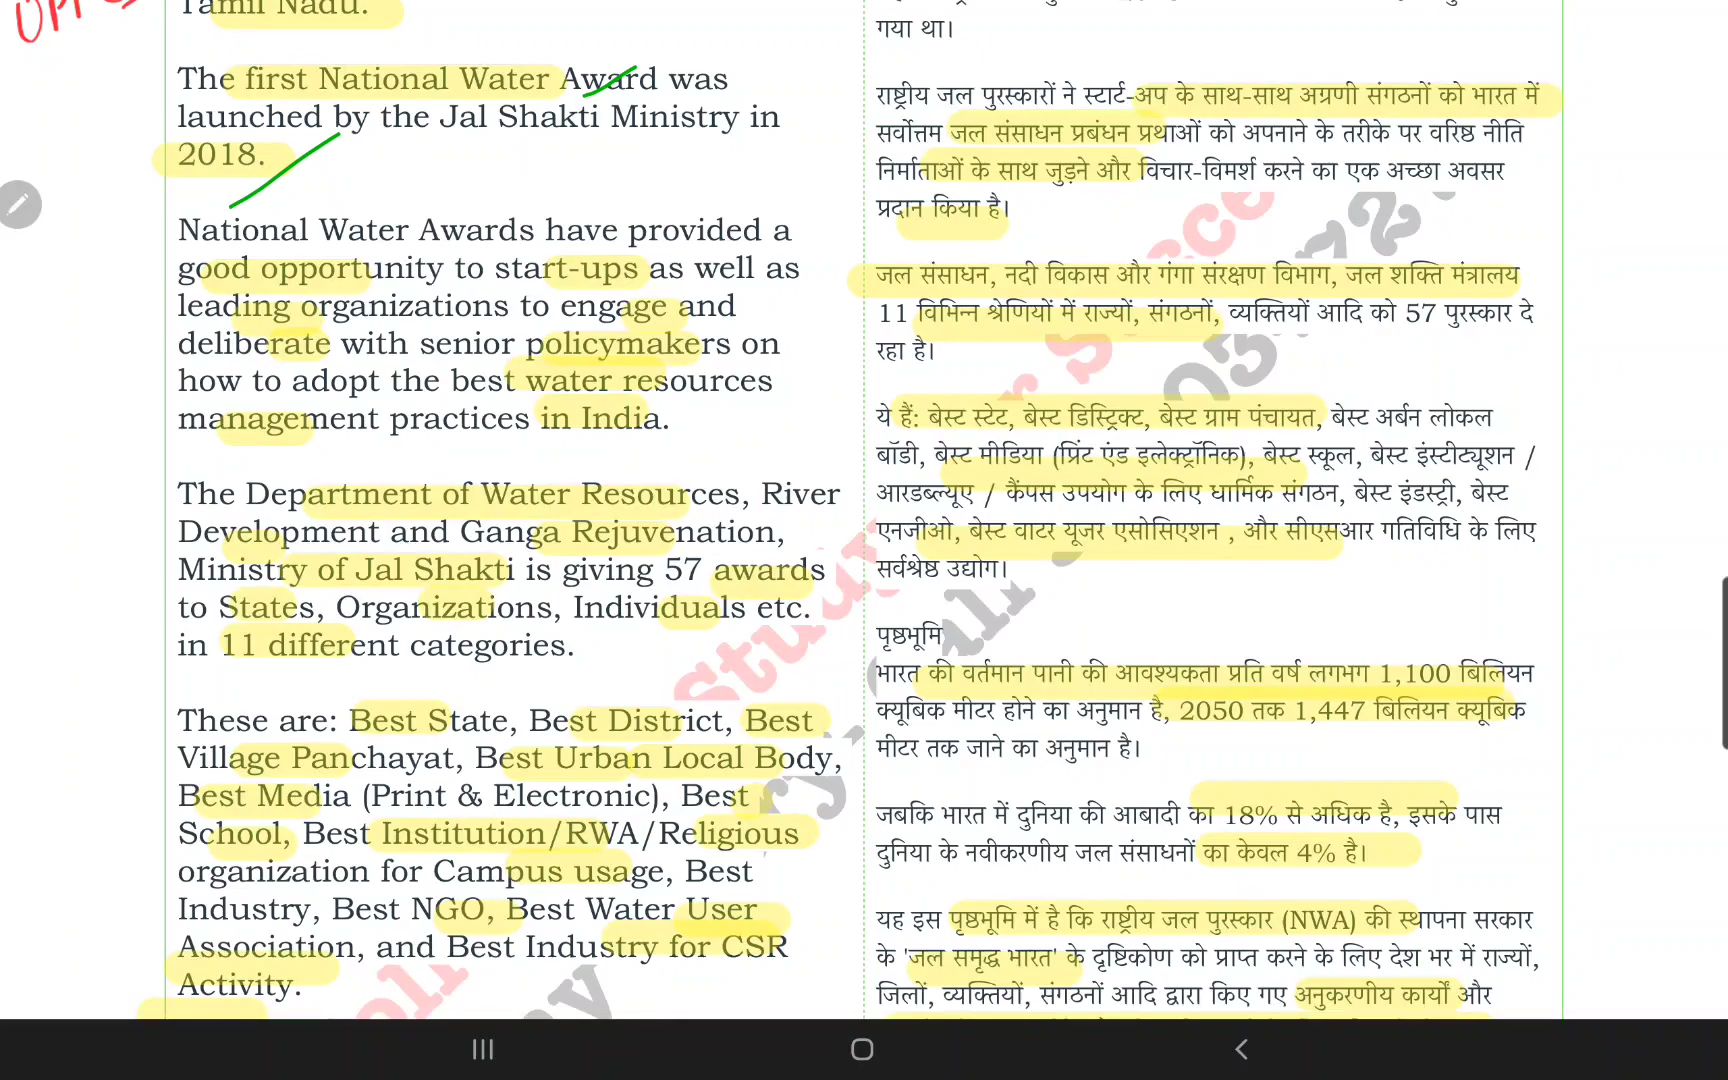 Tamil Nadu.
The first National Water Award was
launched by the Jal Shakti Ministry in
2018.
National Water Awards have provided a
good opportunity to start-ups as well as
leading organizations to engage and
deliberate with senior policymakers on
how to adopt the best water resources
management practices in India.
The Department of Water Resources, River
Development and Ganga Rejuvenation,
Ministry of Jal Shakti is giving 57 awards
to States, Organizations, Individuals etc.
in 11 different categories.
These are: Best State, Best District, Best
Village Panchayat, Best Urban Local Body,
Best Media (Print & Electronic), Best
School, Best Institution/RWA/Religious
organization for Campus usage, Best
Industry, Best NGO, Best Water User
Association, and Best Industry for CSR
Activity.
गया था।
राष्ट्रीय जल पुरस्कारों ने स्टार्ट-अप के साथ-साथ अग्रणी संगठनों को भारत में
सर्वोत्तम जल संसाधन प्रबंधन प्रथाओं को अपनाने के तरीके पर वरिष्ठ नीति
निर्माताओं के साथ जुड़ने और विचार-विमर्श करने का एक अच्छा अवसर
प्रदान किया है।
जल संसाधन, नदी विकास और गंगा संरक्षण विभाग, जल शक्ति मंत्रालय
11 विभिन्न श्रेणियों में राज्यों, संगठनों, व्यक्तियों आदि को 57 पुरस्कार दे
रहा है।
ये हैं: बेस्ट स्टेट, बेस्ट डिस्ट्रिक्ट, बेस्ट ग्राम पंचायत, बेस्ट अर्बन लोकल
बॉडी, बेस्ट मीडिया (प्रिंट एंड इलेक्ट्रॉनिक), बेस्ट स्कूल, बेस्ट इंस्टीट्यूशन /
आरडब्ल्यूए / कैंपस उपयोग के लिए धार्मिक संगठन, बेस्ट इंडस्ट्री, बेस्ट
एनजीओ, बेस्ट वाटर यूजर एसोसिएशन , और सीएसआर गतिविधि के लिए
सर्वश्रेष्ठ उद्योग।
पृष्ठभूमि
भारत की वर्तमान पानी की आवश्यकता प्रति वर्ष लगभग 1,100 बिलियन
क्यूबिक मीटर होने का अनुमान है, 2050 तक 1,447 बिलियन क्यूबिक
मीटर तक जाने का अनुमान है।
जबकि भारत में दुनिया की आबादी का 18% से अधिक है, इसके पास
दुनिया के नवीकरणीय जल संसाधनों का केवल 4% है।
यह इस पृष्ठभूमि में है कि राष्ट्रीय जल पुरस्कार (NWA) की स्थापना सरकार
के 'जल समृद्ध भारत' के दृष्टिकोण को प्राप्त करने के लिए देश भर में राज्यों,
जिलों, व्यक्तियों, संगठनों आदि द्वारा किए गए अनुकरणीय कार्यों और